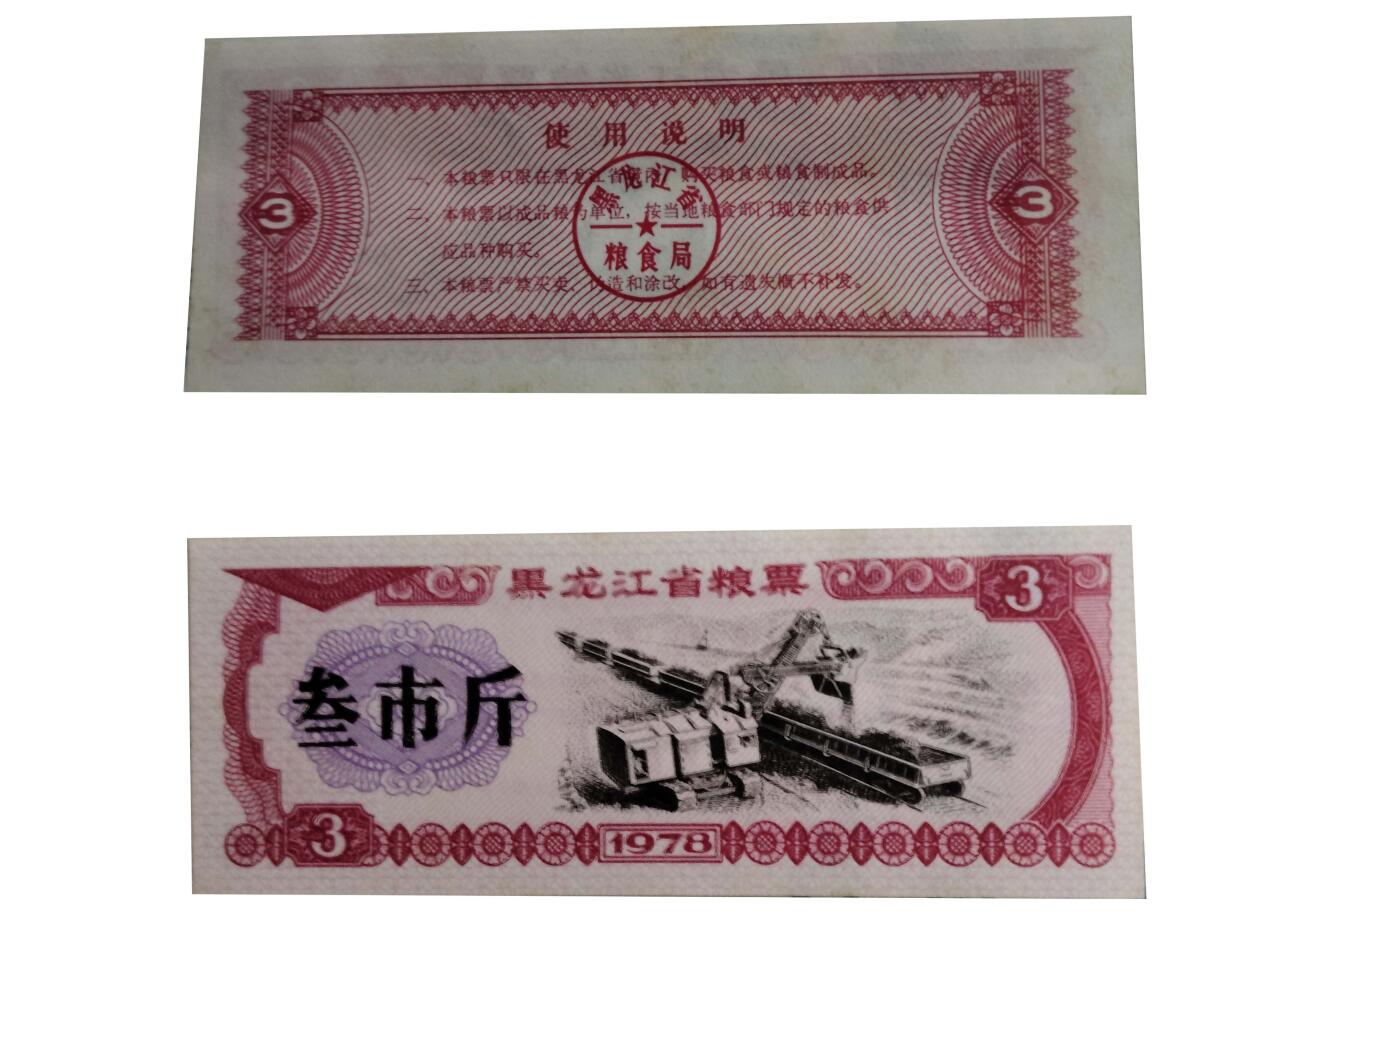 使用说明
一、本粮票只限在黑龙江省境内,购买粮食或粮食制成品。
二、本粮票以成品粮为单位,按当地粮食部门规定的粮食供
应品种购买。
三、本粮票严禁买卖、伪造和涂改,如有遗失概不补发。
黑龙江省
粮食局
3
3
黑龙江省粮票
3
叁市斤
3
1978